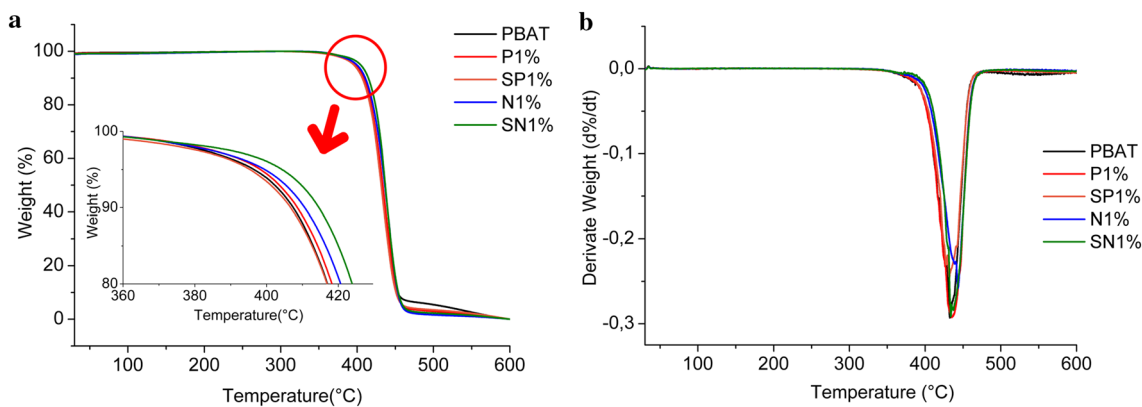 a
PBAT
P1%
SP1%
N1%
SN1%
100
80
60
40
20
0
Weight (%)
100
90
80
Weight (%)
360
380
400
420
Temperature(°C)
100
200
300
400
500
600
Temperature(°C)
b
0,0
-0,1
-0,2
-0,3
Derivate Weight (d%/dt)
PBAT
P1%
SP1%
N1%
SN1%
100
200
300
400
500
600
Temperature (°C)